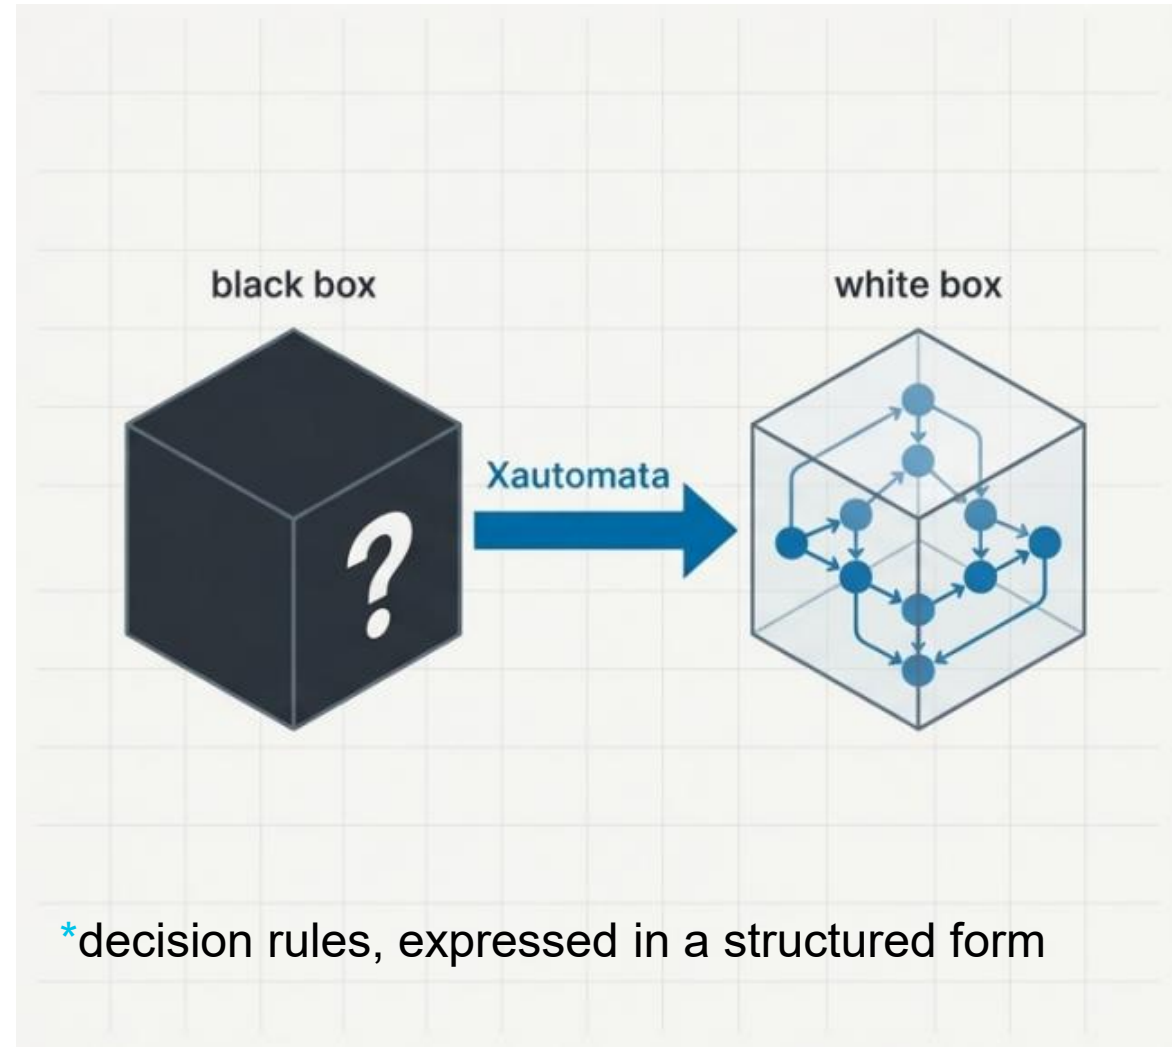 black box
white box
Xautomata
?
*decision rules, expressed in a structured form